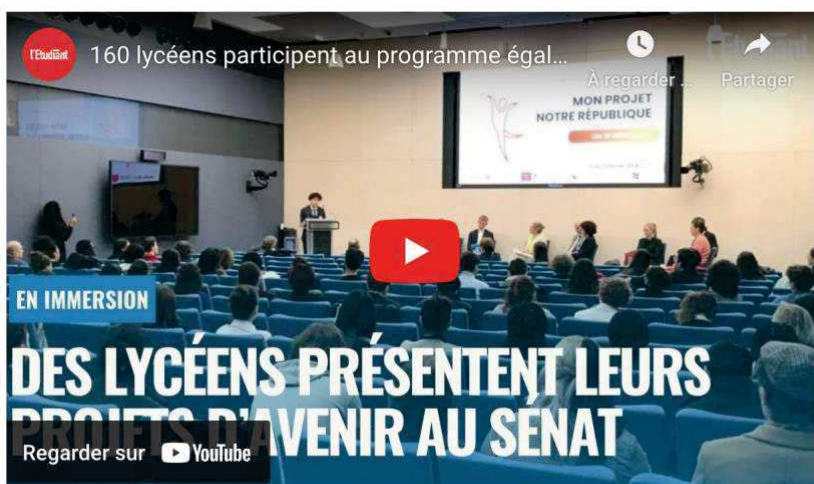 l'Etudiant
160 lycéens participent au programme égal...
À regarder ...
Partager
MON PROJET
NOTRE RÉPUBLIQUE
EN IMMERSION
DES LYCÉENS PRÉSENTENT LEURS
PROJETS D'AVENIR AU SÉNAT
Regarder sur YouTube